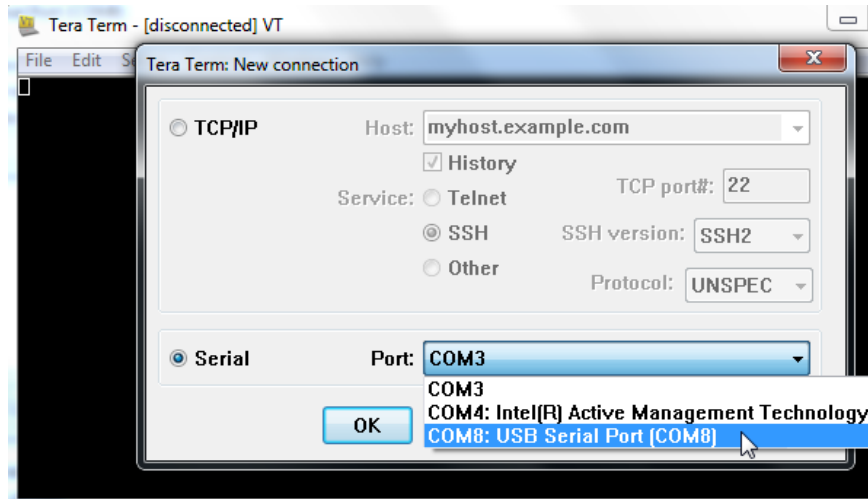 Tera Term - [disconnected] VT
File Edit S
Tera Term: New connection
TCP/IP Host: myhost.example.com
History
Service: Telnet TCP port#: 22
SSH SSH version: SSH2
Other Protocol: UNSPEC
Serial Port: COM3
COM3
COM4: Intel(R) Active Management Technology
OK COM8: USB Serial Port (COM8)